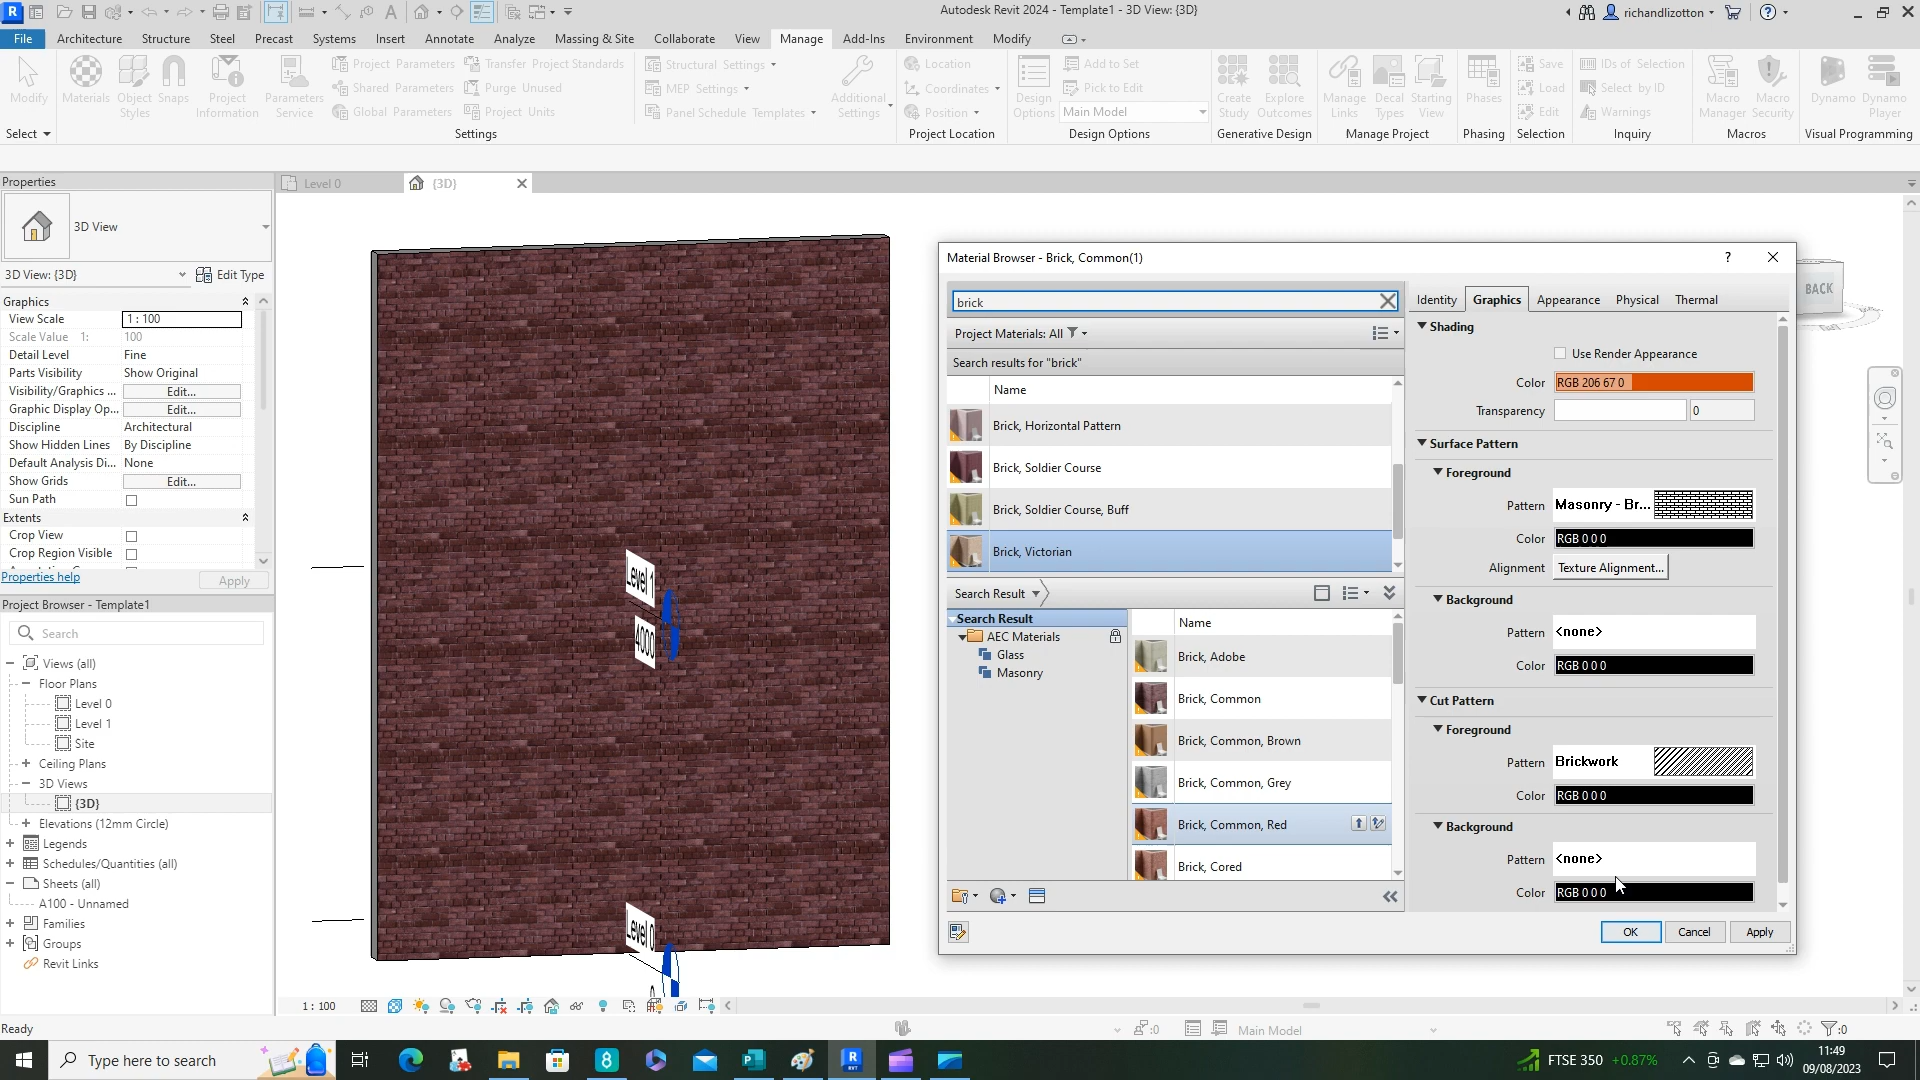 Autodesk Revit 2024 - Template1 - 3D View: {3D}
richandlizotton
File
Architecture
Structure
Steel
Precast
Systems
Insert
Annotate
Analyze
Massing & Site
Collaborate
View
Manage
Add-Ins
Environment
Modify
Modify
Materials
Object Styles
Snaps
Project Information
Parameters Service
Project Parameters
Shared Parameters
Global Parameters
Transfer Project Standards
Purge Unused
Project Units
Structural Settings
MEP Settings
Panel Schedule Templates
Additional Settings
Location
Coordinates
Position
Design Options
Add to Set
Pick to Edit
Main Model
Create Study
Explore Outcomes
Manage Links
Decal Types
Starting View
Phases
Save
Load
Edit
IDs of Selection
Select by ID
Warnings
Macro Manager
Macro Security
Dynamo
Dynamo Player
Select
Settings
Project Location
Design Options
Generative Design
Manage Project
Phasing
Selection
Inquiry
Macros
Visual Programming
Properties
3D View
3D View: {3D}
Edit Type
Graphics
View Scale 1 : 100
Scale Value 1: 100
Detail Level Fine
Parts Visibility Show Original
Visibility/Graphics ... Edit...
Graphic Display Op... Edit...
Discipline Architectural
Show Hidden Lines By Discipline
Default Analysis Di... None
Show Grids Edit...
Sun Path
Extents
Crop View
Crop Region Visible
Properties help
Apply
Project Browser - Template1
Search
Views (all)
Floor Plans
Level 0
Level 1
Site
Ceiling Plans
3D Views
{3D}
Elevations (12mm Circle)
Legends
Schedules/Quantities (all)
Sheets (all)
A100 - Unnamed
Families
Groups
Revit Links
Level 0
{3D}
Level 1
4000
Level 0
0
BACK
Material Browser - Brick, Common(1)
brick
Project Materials: All
Search results for "brick"
Name
Brick, Horizontal Pattern
Brick, Soldier Course
Brick, Soldier Course, Buff
Brick, Victorian
Search Result
Search Result
AEC Materials
Glass
Masonry
Name
Brick, Adobe
Brick, Common
Brick, Common, Brown
Brick, Common, Grey
Brick, Common, Red
Brick, Cored
Identity
Graphics
Appearance
Physical
Thermal
Shading
Use Render Appearance
Color RGB 206 67 0
Transparency 0
Surface Pattern
Foreground
Pattern Masonry - Br...
Color RGB 0 0 0
Alignment Texture Alignment...
Background
Pattern <none>
Color RGB 0 0 0
Cut Pattern
Foreground
Pattern Brickwork
Color RGB 0 0 0
Background
Pattern <none>
Color RGB 0 0 0
OK
Cancel
Apply
1 : 100
Ready
:0
Main Model
:0
Type here to search
FTSE 350 +0.87%
11:49
09/08/2023